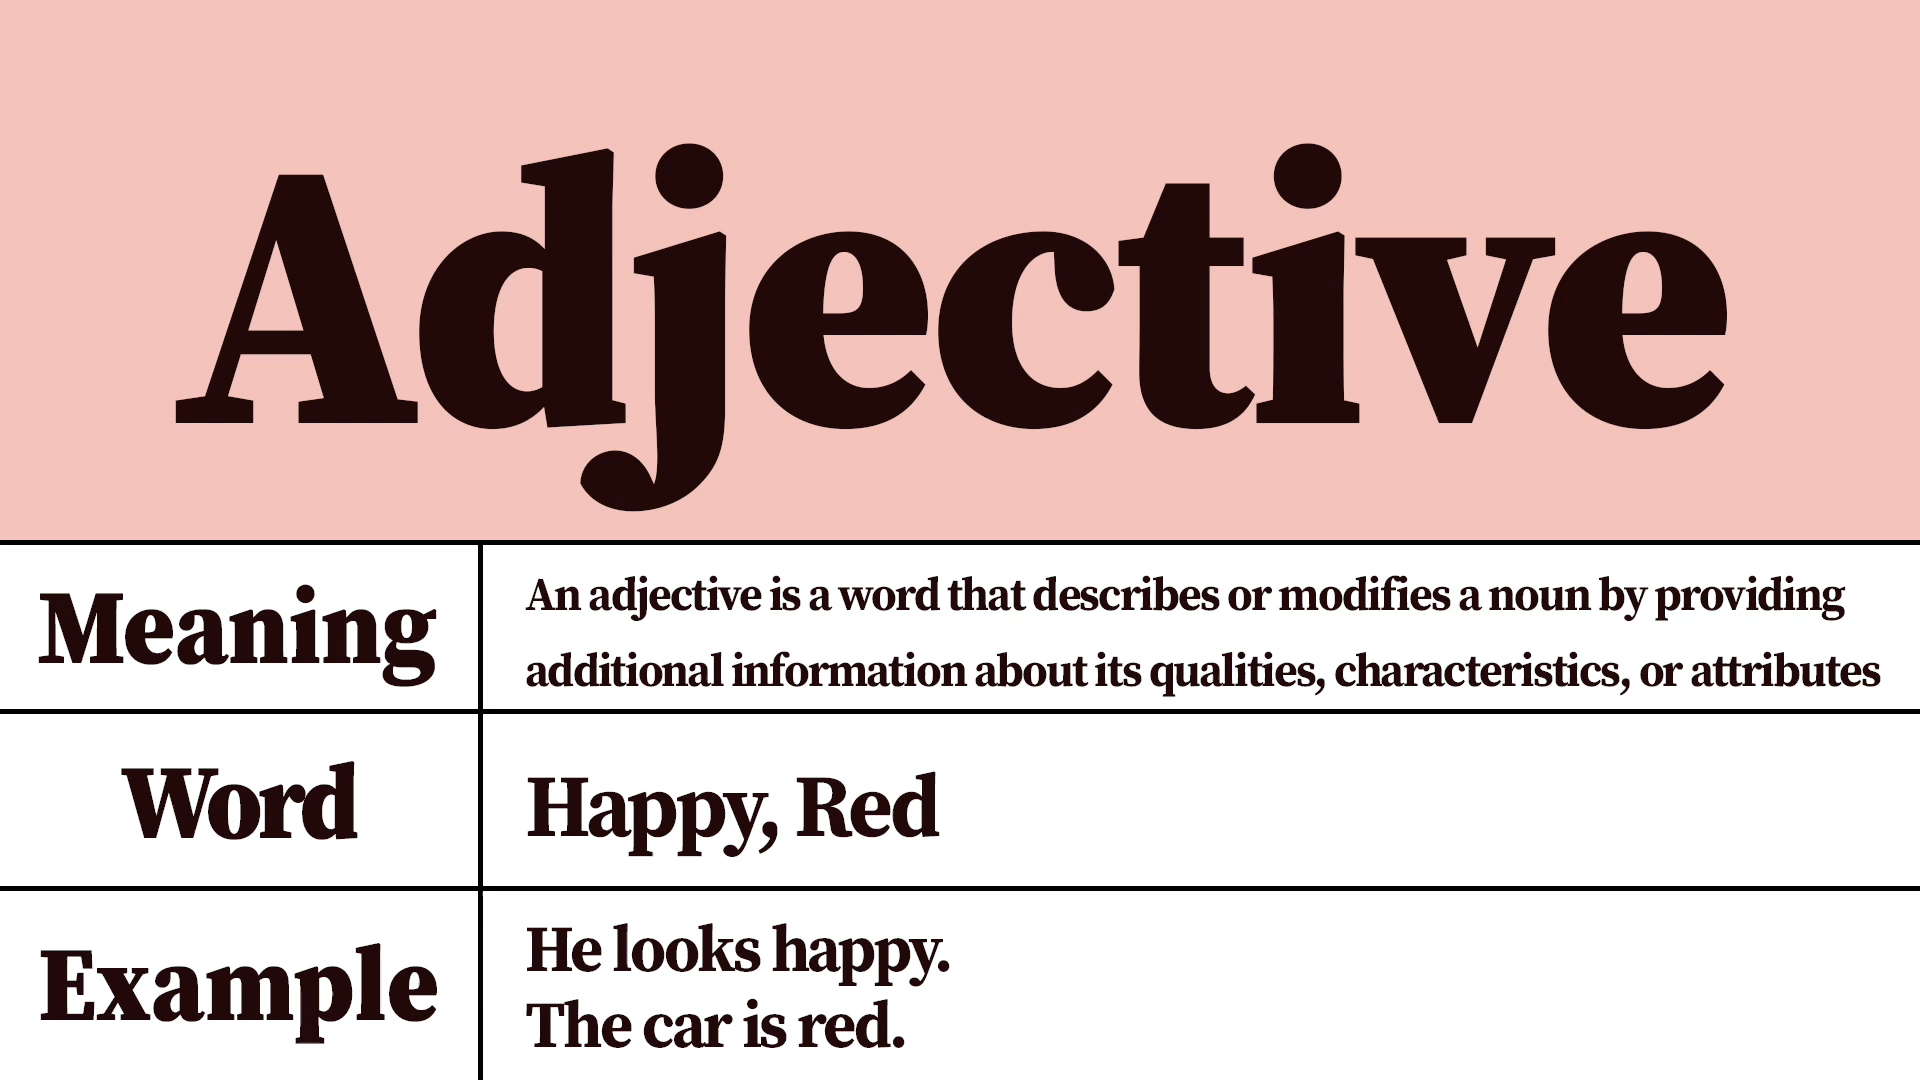 Adjective
Meaning
An adjective is a word that describes or modifies a noun by providing
additional information about its qualities, characteristics, or attributes
Word
Happy, Red
Example
He looks happy.
The car is red.